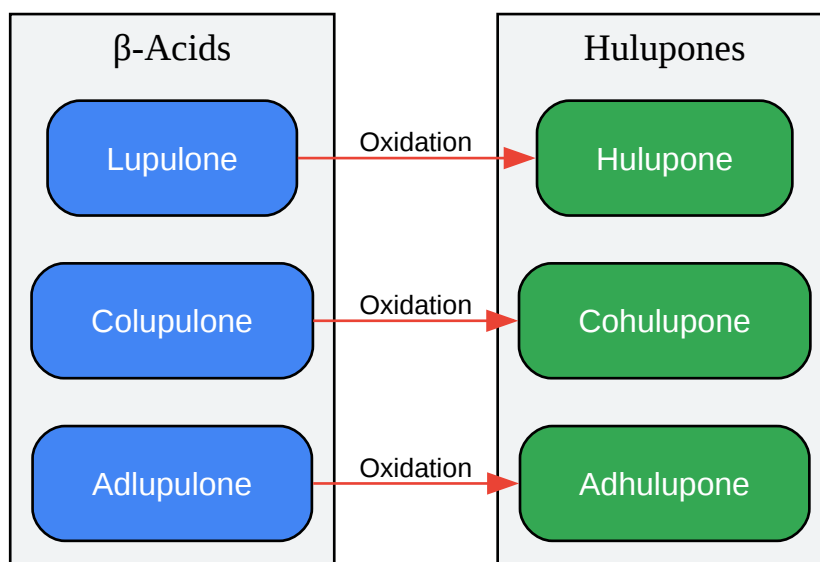 β-Acids
Hulupones
Lupulone
Oxidation
Hulupone
Colupulone
Oxidation
Cohulupone
Adlupulone
Oxidation
Adhulupone